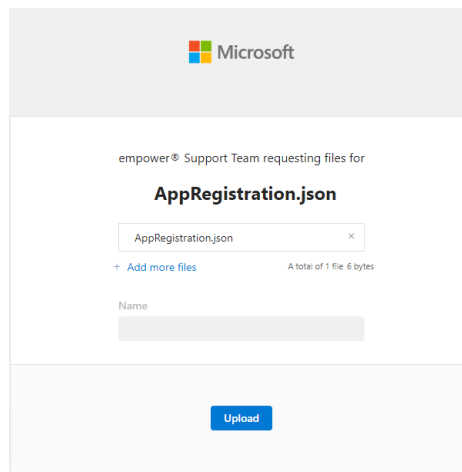 Microsoft
empower® Support Team requesting files for
AppRegistration.json
AppRegistration.json ×
+ Add more files A total of 1 file 6 bytes
Name
Upload